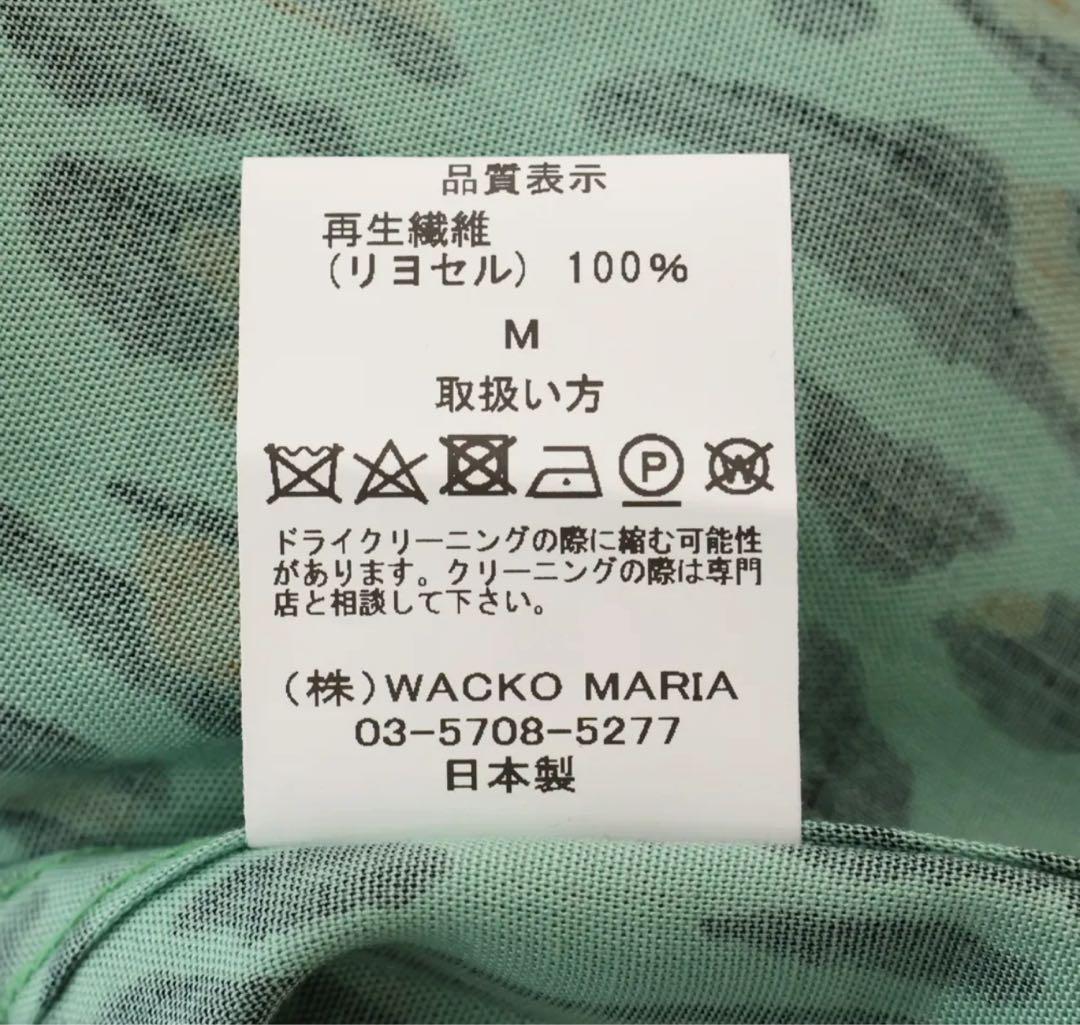 品質表示
再生繊維
(リヨセル) 100%
M
取扱い方
P W
ドライクリーニングの際に縮む可能性
があります。クリーニングの際は専門
店と相談して下さい。
(株)WACKO MARIA
03-5708-5277
日本製